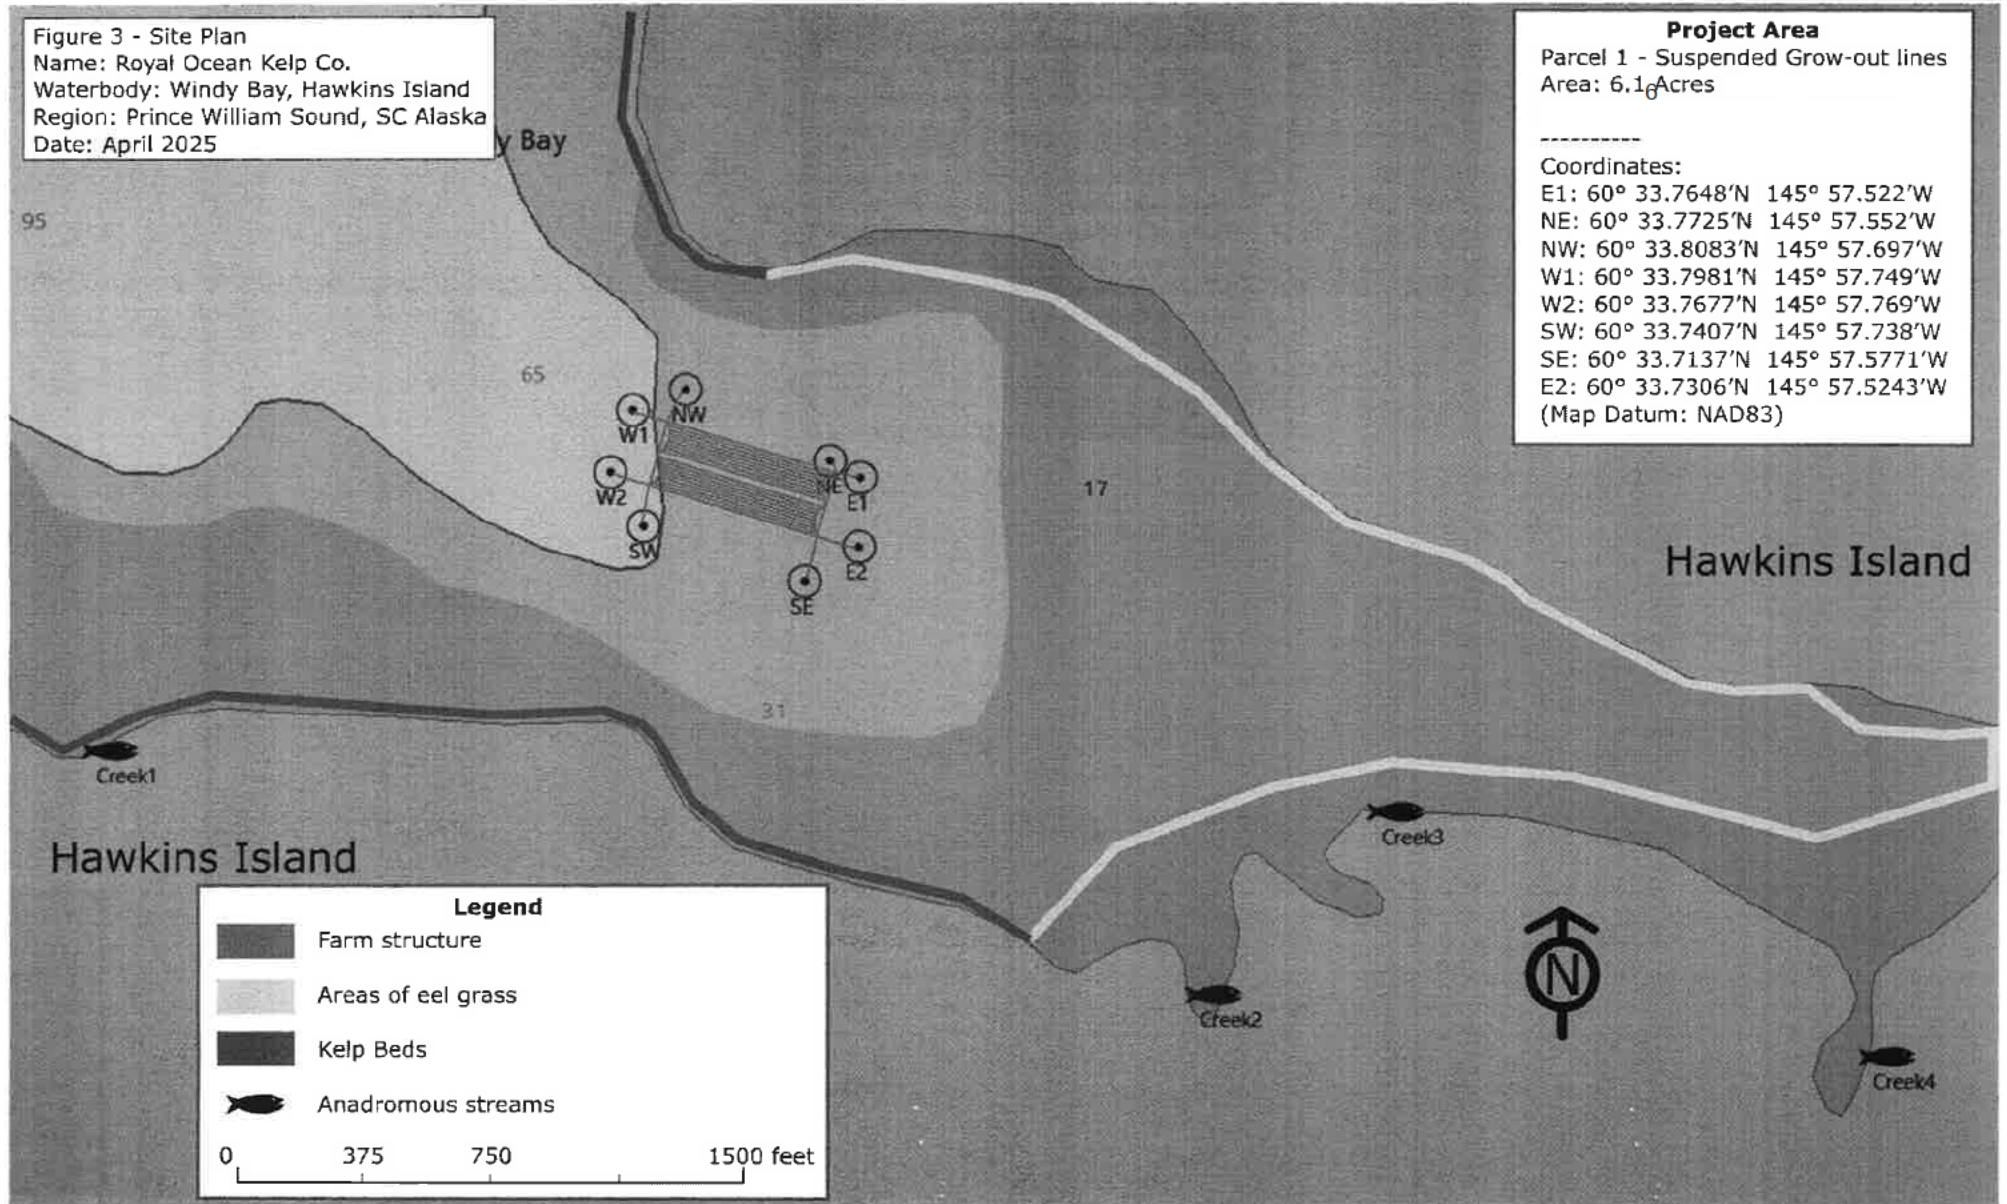 Figure 3 - Site Plan
Name: Royal Ocean Kelp Co.
Waterbody: Windy Bay, Hawkins Island
Region: Prince William Sound, SC Alaska
Date: April 2025
y Bay
Project Area
Parcel 1 - Suspended Grow-out lines
Area: 6.16 Acres
----------
Coordinates:
E1: 60° 33.7648'N 145° 57.522'W
NE: 60° 33.7725'N 145° 57.552'W
NW: 60° 33.8083'N 145° 57.697'W
W1: 60° 33.7981'N 145° 57.749'W
W2: 60° 33.7677'N 145° 57.769'W
SW: 60° 33.7407'N 145° 57.738'W
SE: 60° 33.7137'N 145° 57.5771'W
E2: 60° 33.7306'N 145° 57.5243'W
(Map Datum: NAD83)
95
65
NW
W1
W2
NE
E1
SW
E2
SE
17
31
Hawkins Island
Creek1
Hawkins Island
Creek3
Creek2
Creek4
N
Legend
Farm structure
Areas of eel grass
Kelp Beds
Anadromous streams
0 375 750 1500 feet